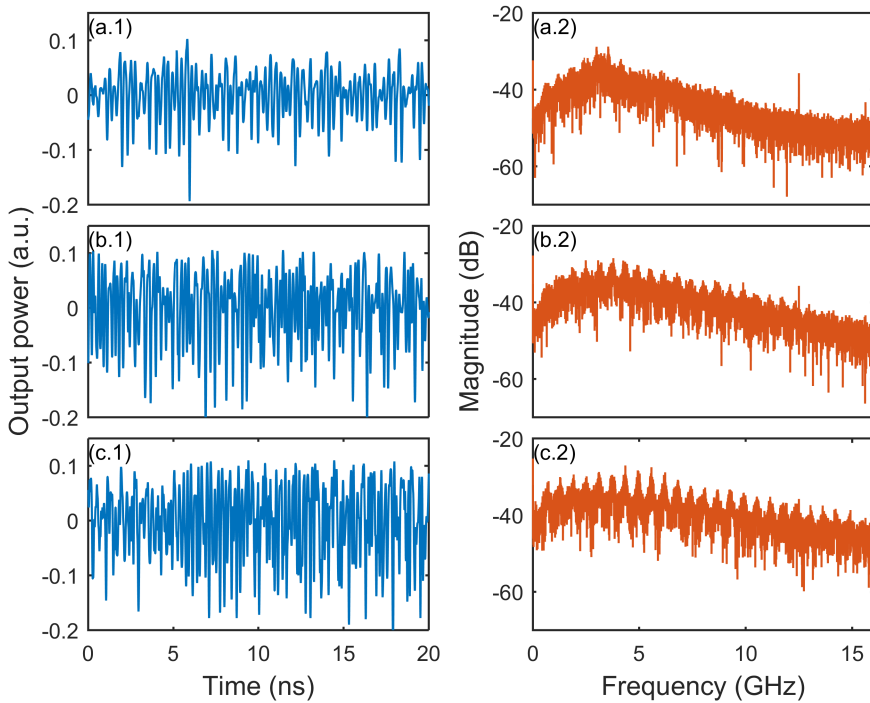 (a.1)
0.1
0
-0.1
-0.2
(a.2)
-20
-40
-60
(b.1)
0.1
0
-0.1
-0.2
(b.2)
-20
-40
-60
(c.1)
0.1
0
-0.1
-0.2
(c.2)
-20
-40
-60
Output power (a.u.)
Magnitude (dB)
0 5 10 15 20
Time (ns)
0 5 10 15
Frequency (GHz)